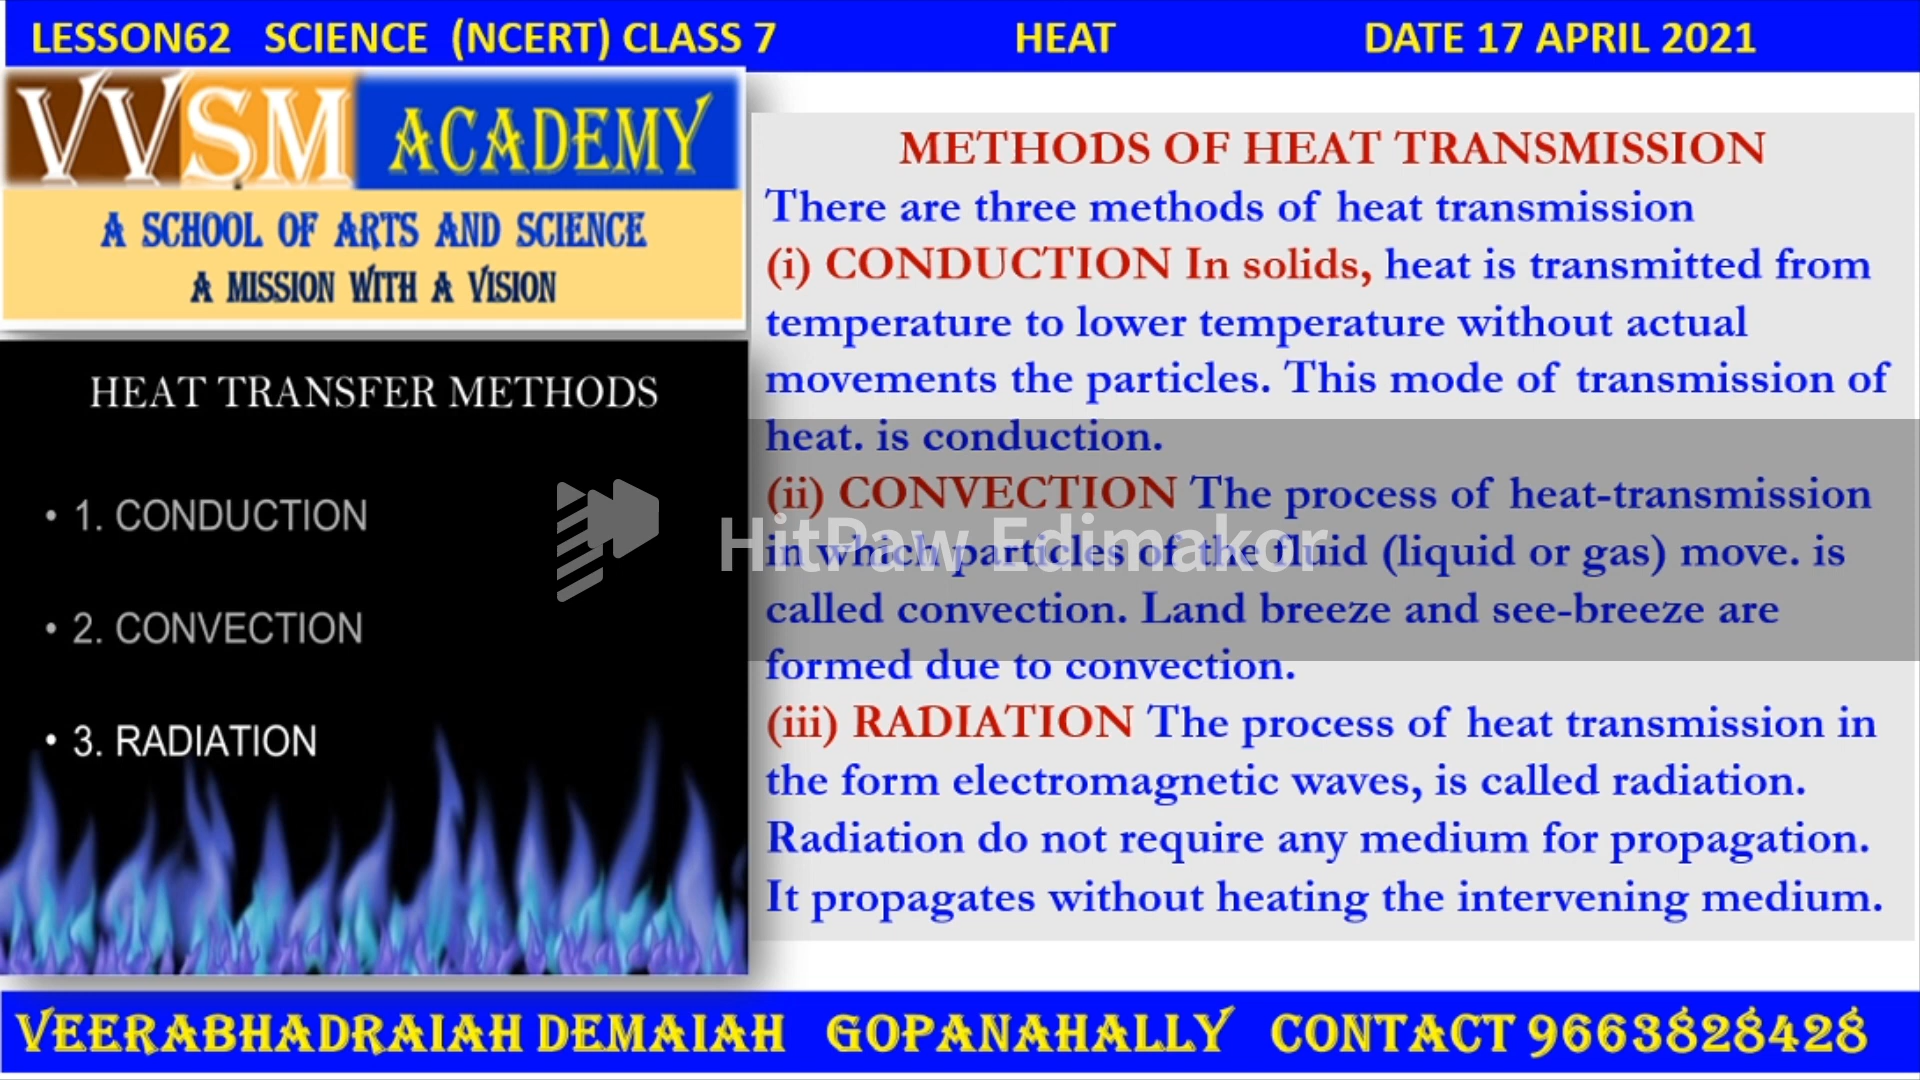 LESSON62 SCIENCE (NCERT) CLASS 7 HEAT DATE 17 APRIL 2021
VVSM ACADEMY
A SCHOOL OF ARTS AND SCIENCE
A MISSION WITH A VISION
HEAT TRANSFER METHODS
• 1. CONDUCTION
• 2. CONVECTION
• 3. RADIATION
METHODS OF HEAT TRANSMISSION
There are three methods of heat transmission
(i) CONDUCTION In solids, heat is transmitted from
temperature to lower temperature without actual
movements the particles. This mode of transmission of
heat. is conduction.
(ii) CONVECTION The process of heat-transmission
in which particles of the fluid (liquid or gas) move. is
called convection. Land breeze and see-breeze are
formed due to convection.
(iii) RADIATION The process of heat transmission in
the form electromagnetic waves, is called radiation.
Radiation do not require any medium for propagation.
It propagates without heating the intervening medium.
HitPaw Edimakor
VEERABHADRAIAH DEMAIAH GOPANAHALLY CONTACT 9663828428